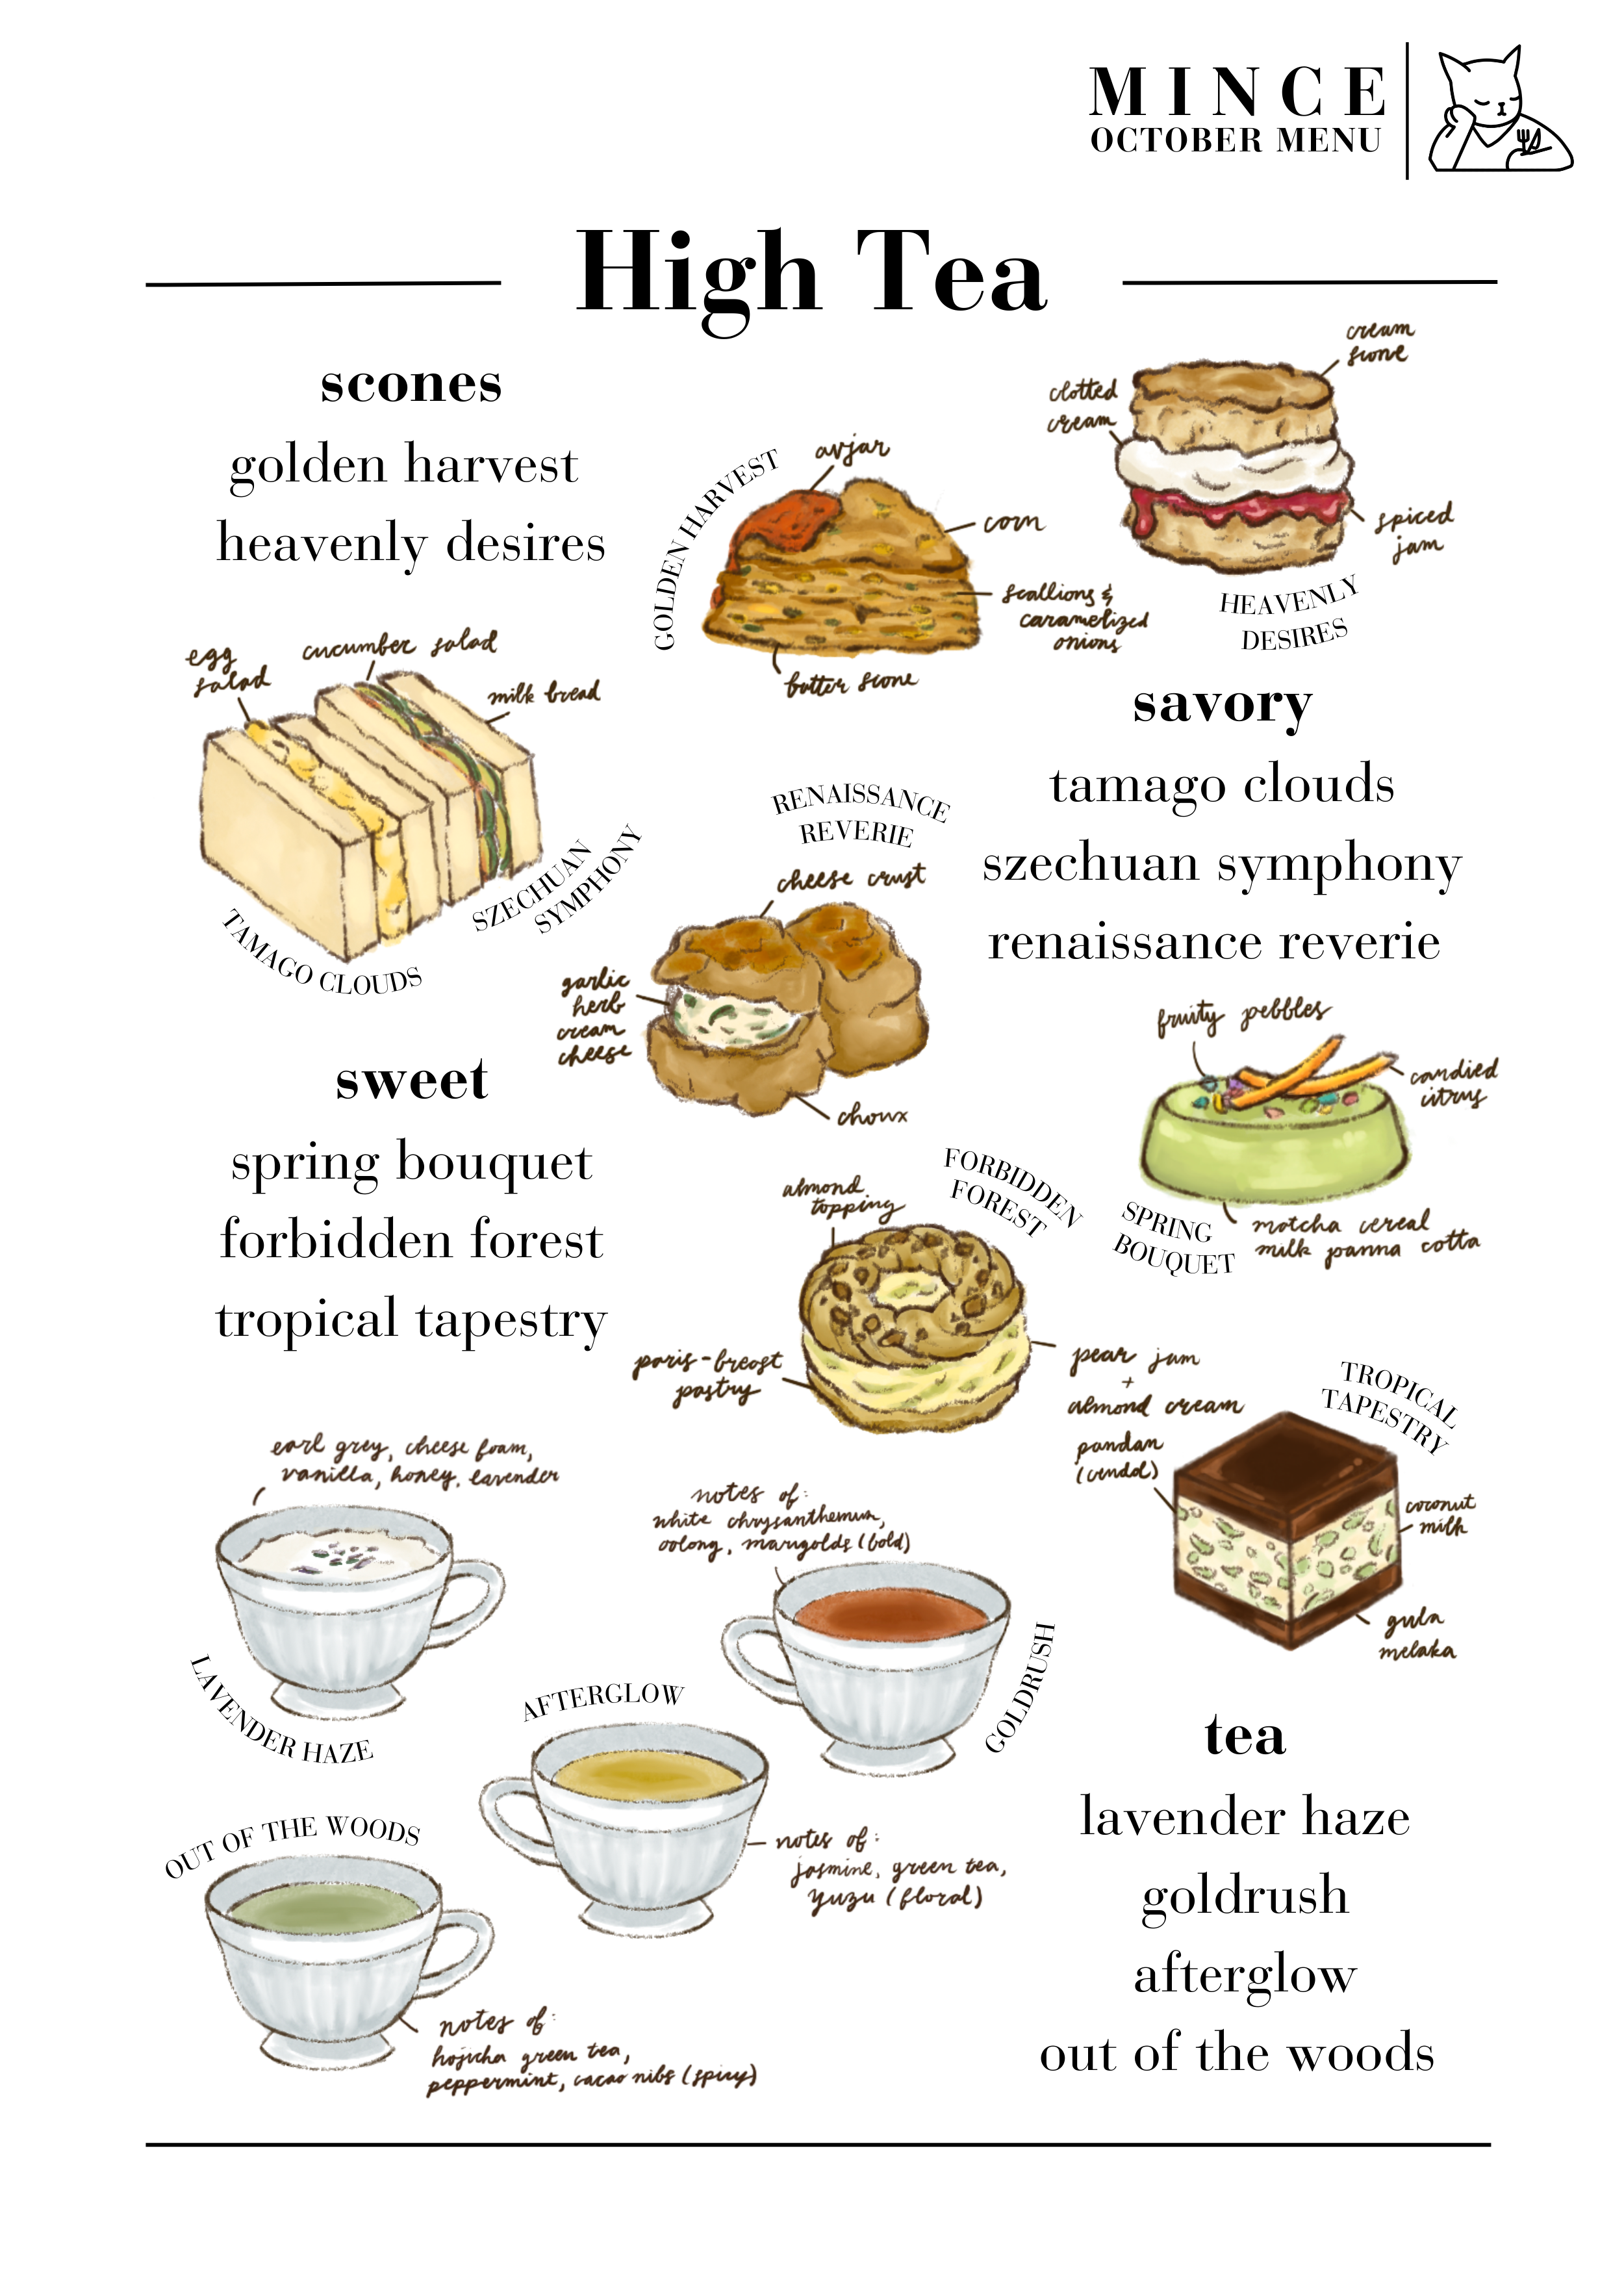 MINCE
OCTOBER MENU
High Tea
scones
golden harvest
heavenly desires
cream
scone
clotted
cream
spiced
jam
HEAVENLY
DESIRES
GOLDEN HARVEST
avjar
corn
scallions &
caramelized
onions
butter scone
egg
salad
cucumber salad
milk bread
TAMAGO CLOUDS
SZECHUAN
SYMPHONY
savory
tamago clouds
szechuan symphony
renaissance reverie
RENAISSANCE
REVERIE
cheese crust
garlic
herb
cream
cheese
choux
sweet
spring bouquet
forbidden forest
tropical tapestry
fruity pebbles
candied
citrus
matcha cereal
milk panna cotta
SPRING
BOUQUET
FORBIDDEN
FOREST
almond
topping
paris-breast
pastry
pear jam
+
almond cream
TROPICAL
TAPESTRY
pandan
(cendol)
coconut
milk
gula
melaka
earl grey, cheese foam,
vanilla, honey, lavender
LAVENDER HAZE
notes of:
white chrysanthemum,
oolong, marigolds (bold)
GOLDRUSH
AFTERGLOW
notes of:
jasmine, green tea,
yuzu (floral)
OUT OF THE WOODS
notes of:
hojicha green tea,
peppermint, cacao nibs (spicy)
tea
lavender haze
goldrush
afterglow
out of the woods